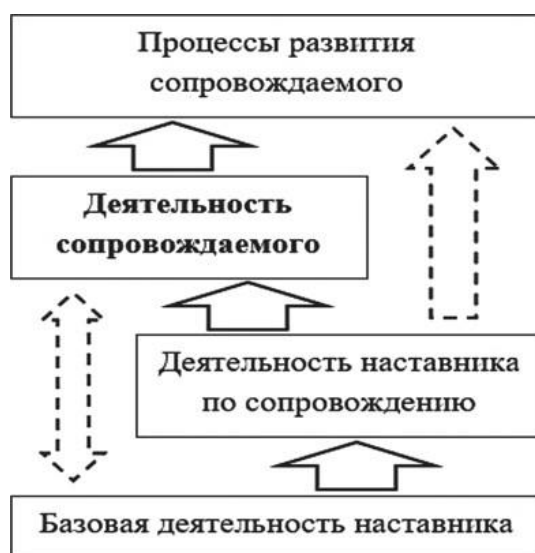 Процессы развития
сопровождаемого
Деятельность
сопровождаемого
Деятельность наставника
по сопровождению
Базовая деятельность наставника